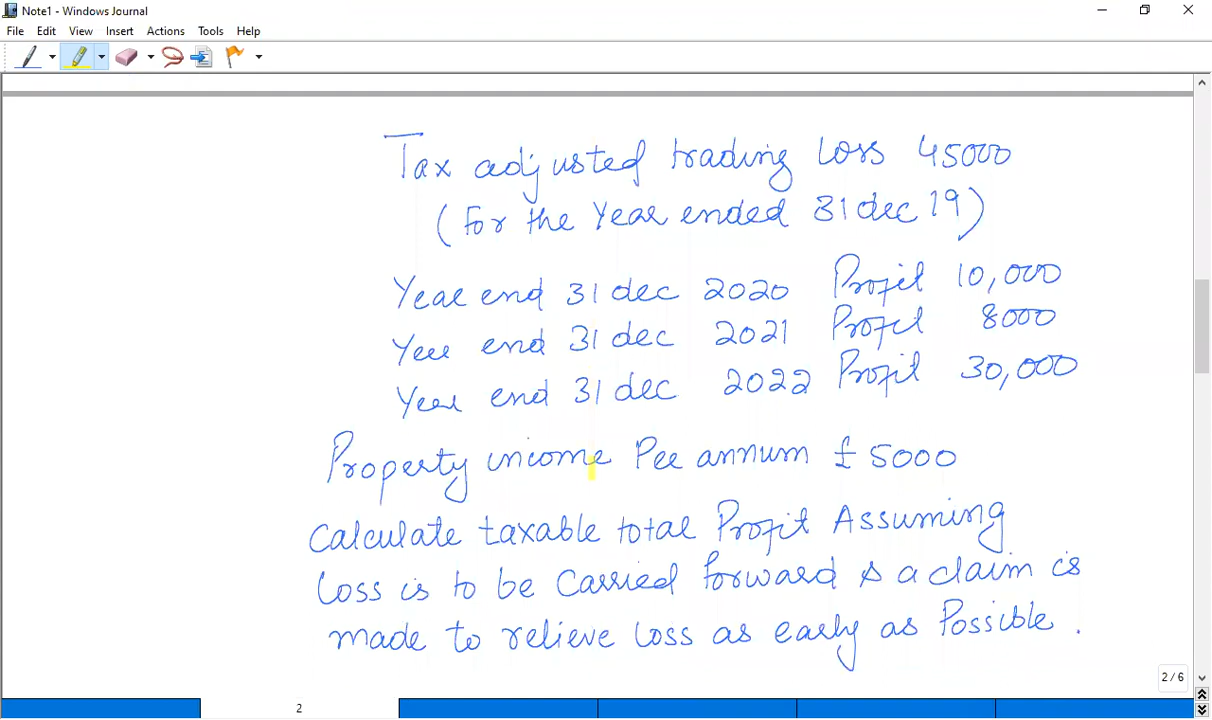 Note1 - Windows Journal
File Edit View Insert Actions Tools Help
Tax adjusted trading loss 45000
(For the Year ended 31 dec 19)
Year end 31 dec 2020 Profit 10,000
Year end 31 dec 2021 Profit 8000
Year end 31 dec 2022 Profit 30,000
Property income Per annum £ 5000
Calculate taxable total Profit Assuming
loss is to be Carried forward & a claim is
made to relieve loss as early as Possible.
2 / 6
2